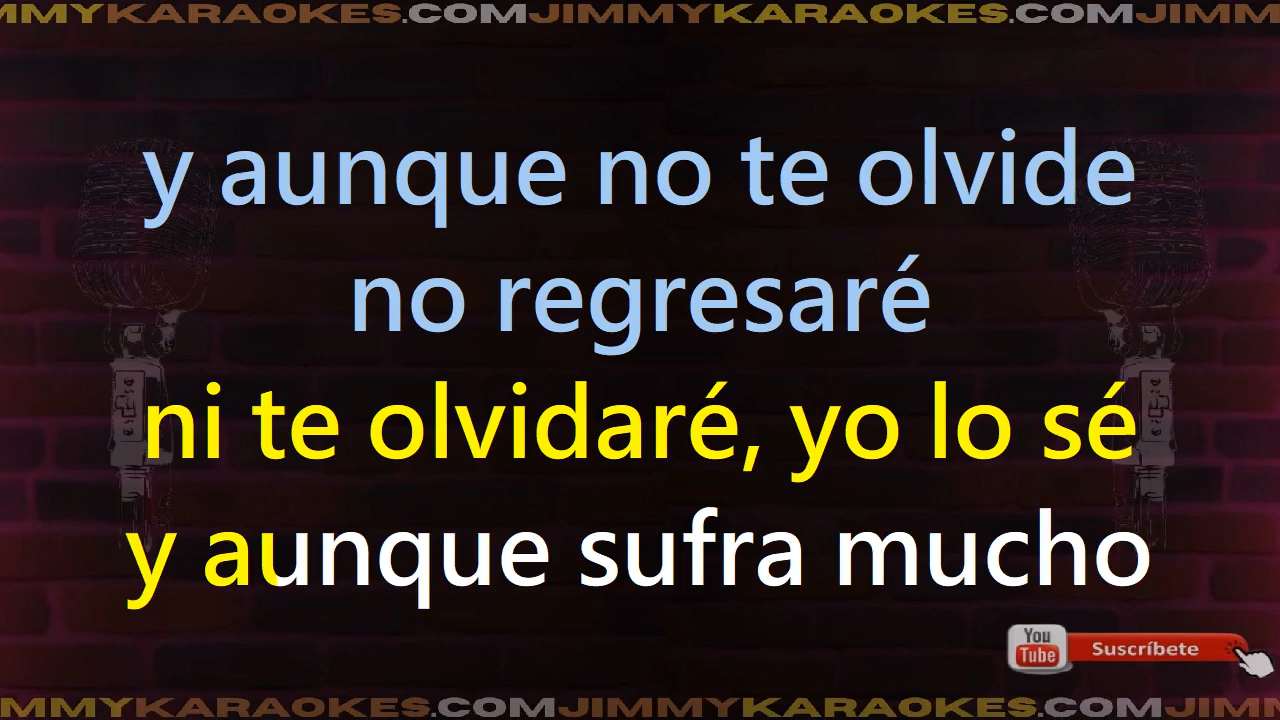 JIMMYKARAOKES.COMJIMMYKARAOKES.COMJIMM
y aunque no te olvide
no regresaré
ni te olvidaré, yo lo sé
y aunque sufra mucho
You
Tube
Suscríbete
MMYKARAOKES.COMJIMMYKARAOKES.COMJIMM